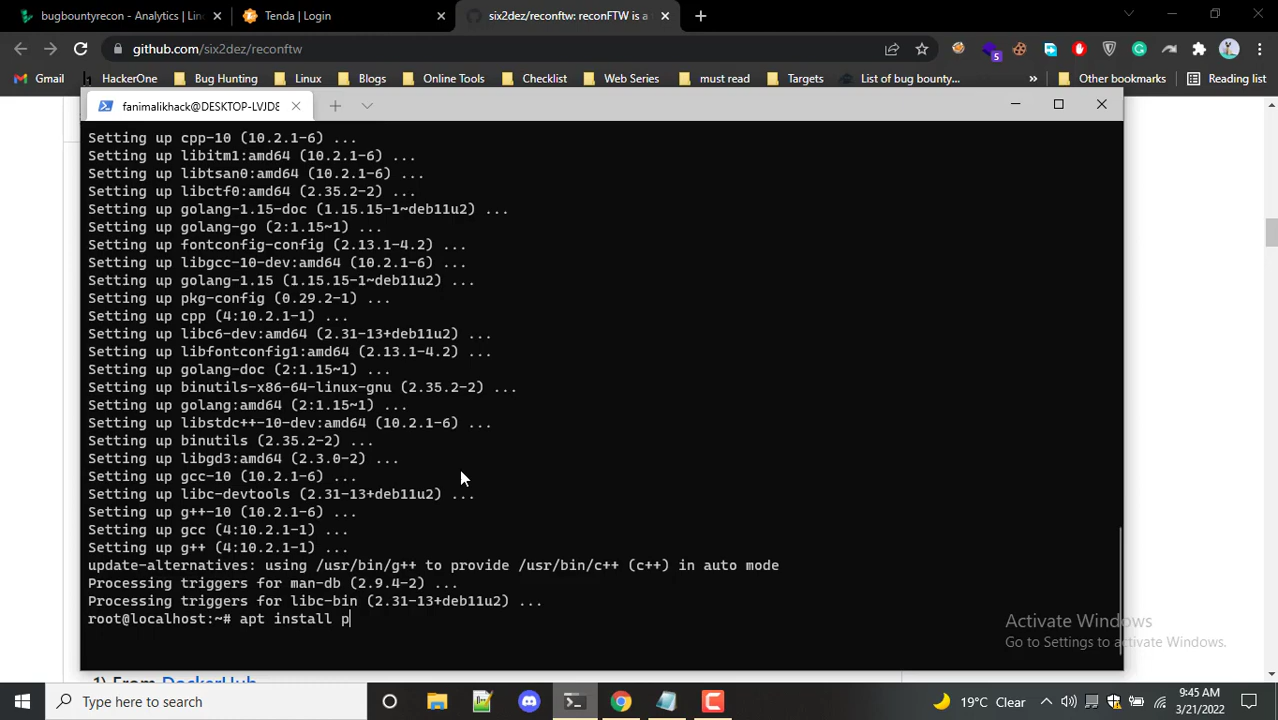 bugbountyrecon - Analytics | Lin
Tenda | Login
six2dez/reconftw: reconFTW is a
github.com/six2dez/reconftw
5
Gmail
HackerOne
Bug Hunting
Linux
Blogs
Online Tools
Checklist
Web Series
must read
Targets
List of bug bounty...
»
Other bookmarks
Reading list
fanimalikhack@DESKTOP-LVJD8
Setting up cpp-10 (10.2.1-6) ...
Setting up libitm1:amd64 (10.2.1-6) ...
Setting up libtsan0:amd64 (10.2.1-6) ...
Setting up libctf0:amd64 (2.35.2-2) ...
Setting up golang-1.15-doc (1.15.15-1~deb11u2) ...
Setting up golang-go (2:1.15~1) ...
Setting up fontconfig-config (2.13.1-4.2) ...
Setting up libgcc-10-dev:amd64 (10.2.1-6) ...
Setting up golang-1.15 (1.15.15-1~deb11u2) ...
Setting up pkg-config (0.29.2-1) ...
Setting up cpp (4:10.2.1-1) ...
Setting up libc6-dev:amd64 (2.31-13+deb11u2) ...
Setting up libfontconfig1:amd64 (2.13.1-4.2) ...
Setting up golang-doc (2:1.15~1) ...
Setting up binutils-x86-64-linux-gnu (2.35.2-2) ...
Setting up golang:amd64 (2:1.15~1) ...
Setting up libstdc++-10-dev:amd64 (10.2.1-6) ...
Setting up binutils (2.35.2-2) ...
Setting up libgd3:amd64 (2.3.0-2) ...
Setting up gcc-10 (10.2.1-6) ...
Setting up libc-devtools (2.31-13+deb11u2) ...
Setting up g++-10 (10.2.1-6) ...
Setting up gcc (4:10.2.1-1) ...
Setting up g++ (4:10.2.1-1) ...
update-alternatives: using /usr/bin/g++ to provide /usr/bin/c++ (c++) in auto mode
Processing triggers for man-db (2.9.4-2) ...
Processing triggers for libc-bin (2.31-13+deb11u2) ...
root@localhost:~# apt install p
Activate Windows
Go to Settings to activate Windows.
1) From DockerHub
Type here to search
19°C Clear
9:45 AM
3/21/2022